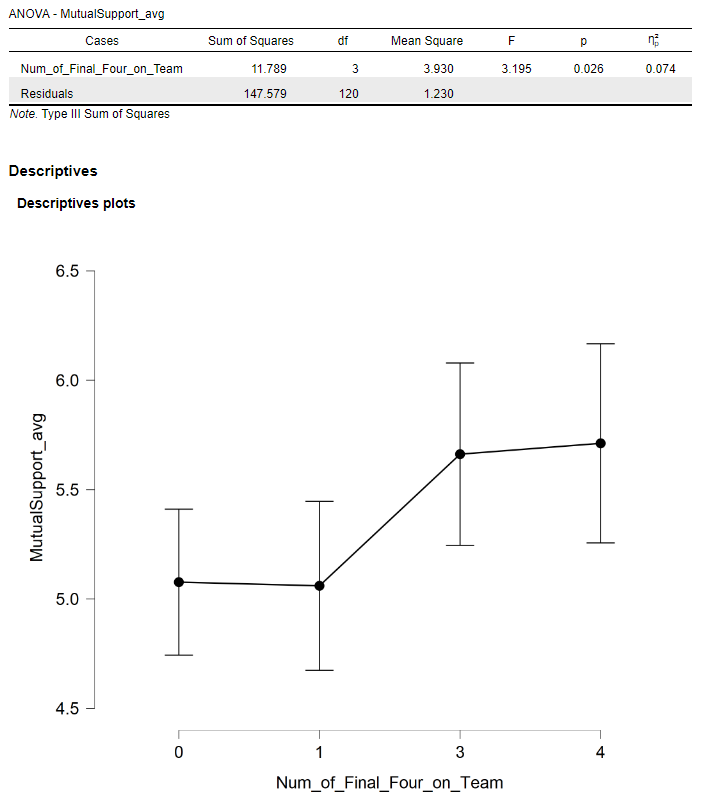 ANOVA - MutualSupport_avg
Cases Sum of Squares df Mean Square F p η²p
Num_of_Final_Four_on_Team 11.789 3 3.930 3.195 0.026 0.074
Residuals 147.579 120 1.230
Note. Type III Sum of Squares
Descriptives
Descriptives plots
6.5
6.0
5.5
5.0
4.5
MutualSupport_avg
0 1 3 4
Num_of_Final_Four_on_Team